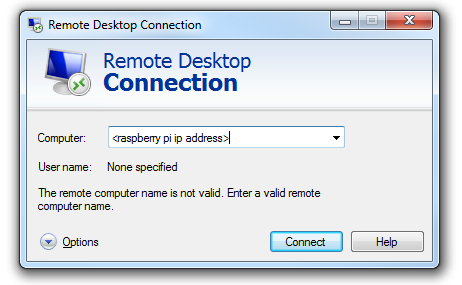 Remote Desktop Connection
Remote Desktop
Connection
Computer: <raspberry pi ip address>
User name: None specified
The remote computer name is not valid. Enter a valid remote
computer name.
Options Connect Help